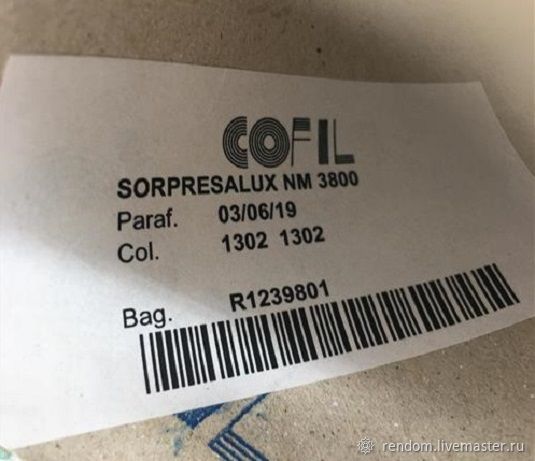 COFIL
SORPRESALUX NM 3800
Paraf. 03/06/19
Col. 1302 1302
Bag. R1239801
rendom.livemaster.ru